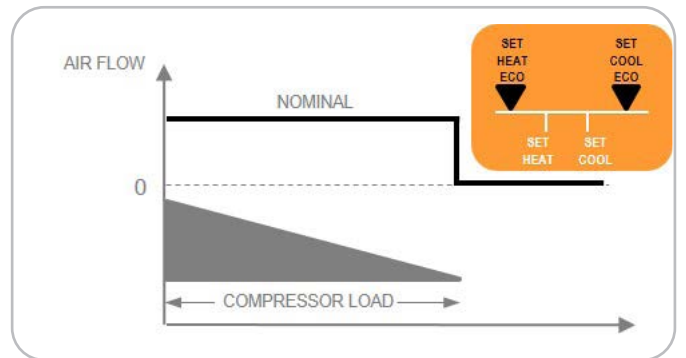 AIR FLOW
NOMINAL
0
COMPRESSOR LOAD
SET
HEAT
ECO
SET
COOL
ECO
SET
HEAT
SET
COOL